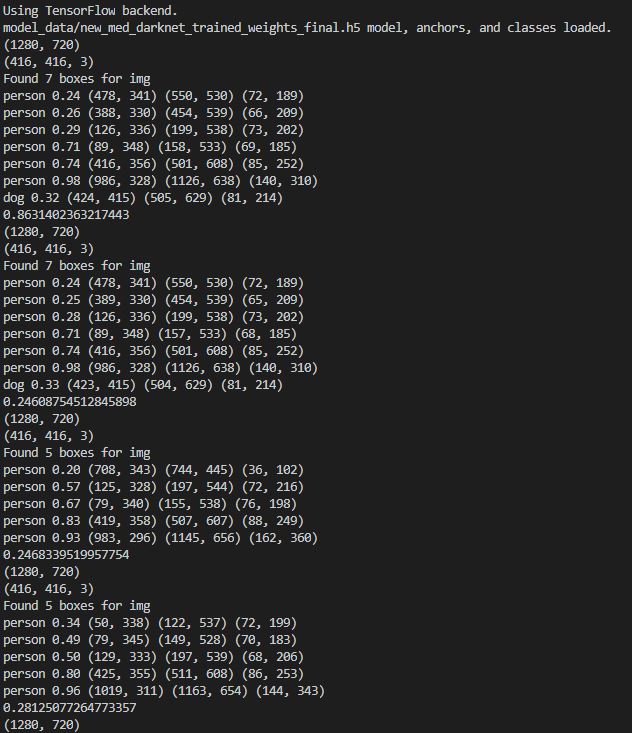 Using TensorFlow backend.
model_data/new_med_darknet_trained_weights_final.h5 model, anchors, and classes loaded.
(1280, 720)
(416, 416, 3)
Found 7 boxes for img
person 0.24 (478, 341) (550, 530) (72, 189)
person 0.26 (388, 330) (454, 539) (66, 209)
person 0.29 (126, 336) (199, 538) (73, 202)
person 0.71 (89, 348) (158, 533) (69, 185)
person 0.74 (416, 356) (501, 608) (85, 252)
person 0.98 (986, 328) (1126, 638) (140, 310)
dog 0.32 (424, 415) (505, 629) (81, 214)
0.8631402363217443
(1280, 720)
(416, 416, 3)
Found 7 boxes for img
person 0.24 (478, 341) (550, 530) (72, 189)
person 0.25 (389, 330) (454, 539) (65, 209)
person 0.28 (126, 336) (199, 538) (73, 202)
person 0.71 (89, 348) (157, 533) (68, 185)
person 0.74 (416, 356) (501, 608) (85, 252)
person 0.98 (986, 328) (1126, 638) (140, 310)
dog 0.33 (423, 415) (504, 629) (81, 214)
0.24608754512845898
(1280, 720)
(416, 416, 3)
Found 5 boxes for img
person 0.20 (708, 343) (744, 445) (36, 102)
person 0.57 (125, 328) (197, 544) (72, 216)
person 0.67 (79, 340) (155, 538) (76, 198)
person 0.83 (419, 358) (507, 607) (88, 249)
person 0.93 (983, 296) (1145, 656) (162, 360)
0.2468339519957754
(1280, 720)
(416, 416, 3)
Found 5 boxes for img
person 0.34 (50, 338) (122, 537) (72, 199)
person 0.49 (79, 345) (149, 528) (70, 183)
person 0.50 (129, 333) (197, 539) (68, 206)
person 0.80 (425, 355) (511, 608) (86, 253)
person 0.96 (1019, 311) (1163, 654) (144, 343)
0.28125077264773357
(1280, 720)